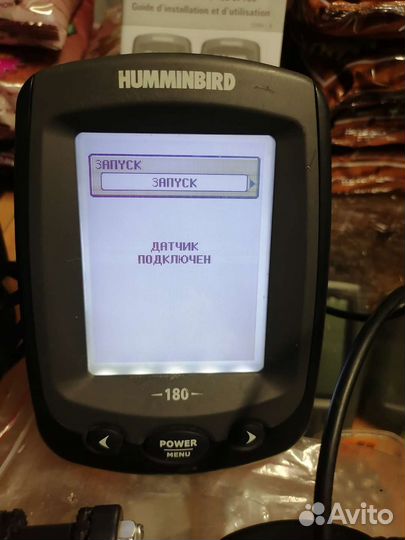 Guide d'installation et d'utilisation
HUMMINBIRD
ЗАПУСК
ЗАПУСК
ДАТЧИК
ПОДКЛЮЧЕН
180
POWER
MENU
Avito